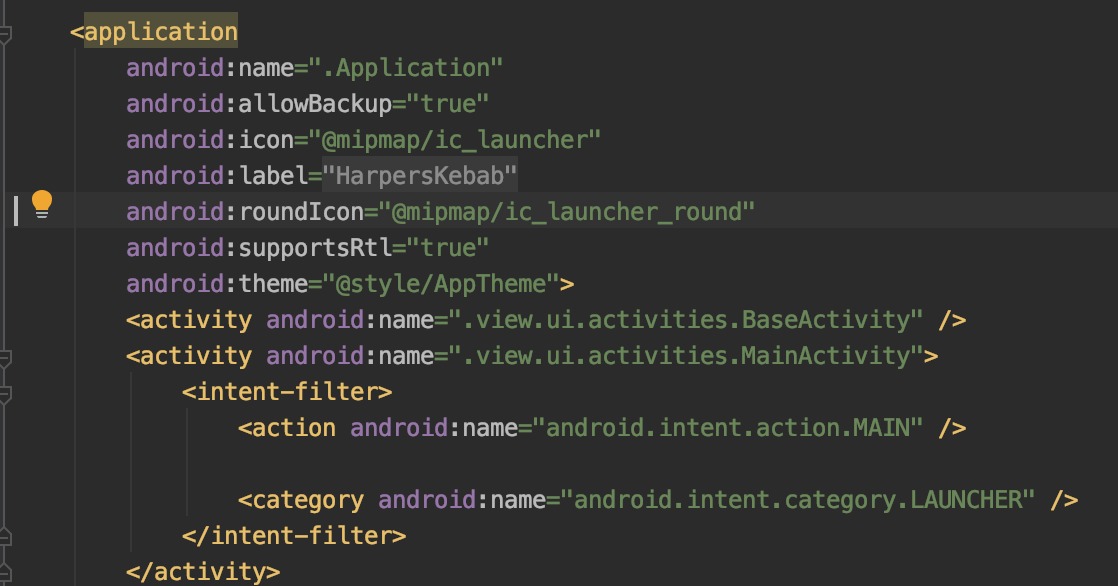 <application
android:name=".Application"
android:allowBackup="true"
android:icon="@mipmap/ic_launcher"
android:label="HarpersKebab"
android:roundIcon="@mipmap/ic_launcher_round"
android:supportsRtl="true"
android:theme="@style/AppTheme">
<activity android:name=".view.ui.activities.BaseActivity" />
<activity android:name=".view.ui.activities.MainActivity">
<intent-filter>
<action android:name="android.intent.action.MAIN" />
<category android:name="android.intent.category.LAUNCHER" />
</intent-filter>
</activity>